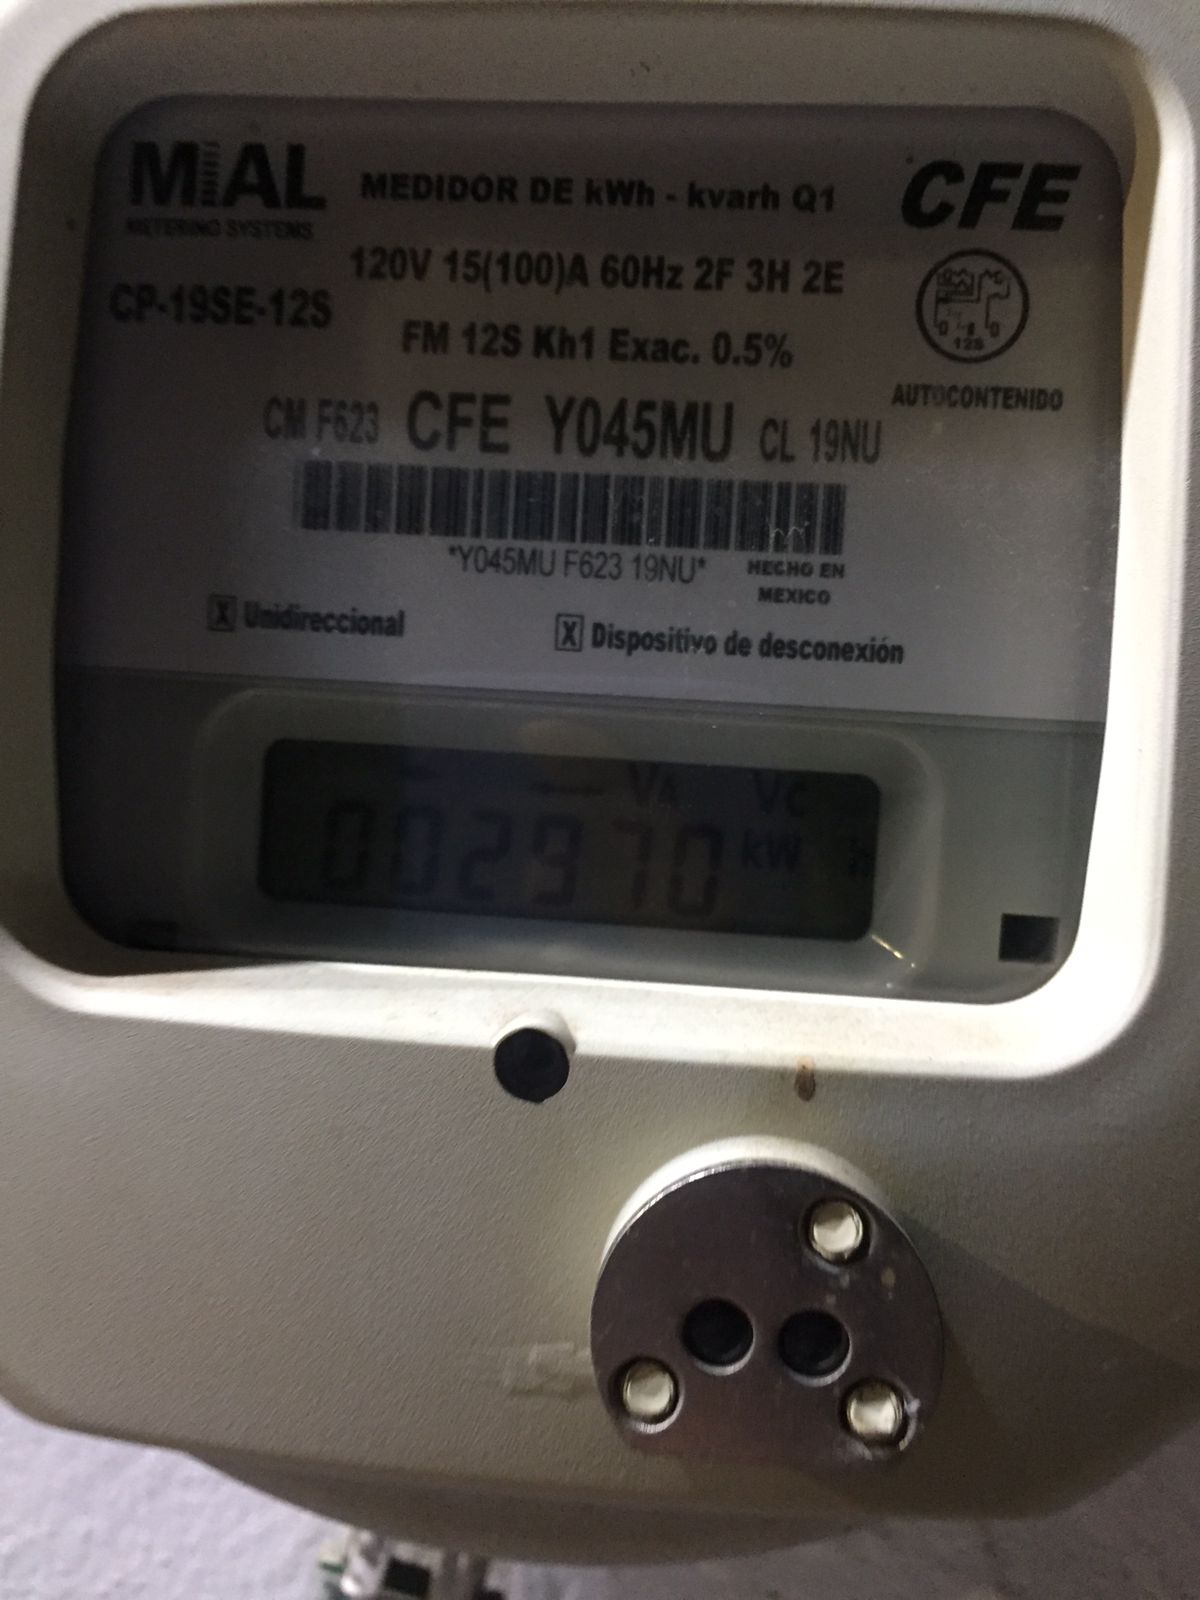 MIAL
METERING SYSTEMS
MEDIDOR DE kWh - kvarh Q1
CFE
120V 15(100)A 60Hz 2F 3H 2E
CP-19SE-12S
FM 12S Kh1 Exac. 0.5%
12S
AUTOCONTENIDO
CM F623 CFE Y045MU CL 19NU
*Y045MU F623 19NU*
HECHO EN
MEXICO
X Unidireccional
X Dispositivo de desconexión
VA VC
002970 kW h